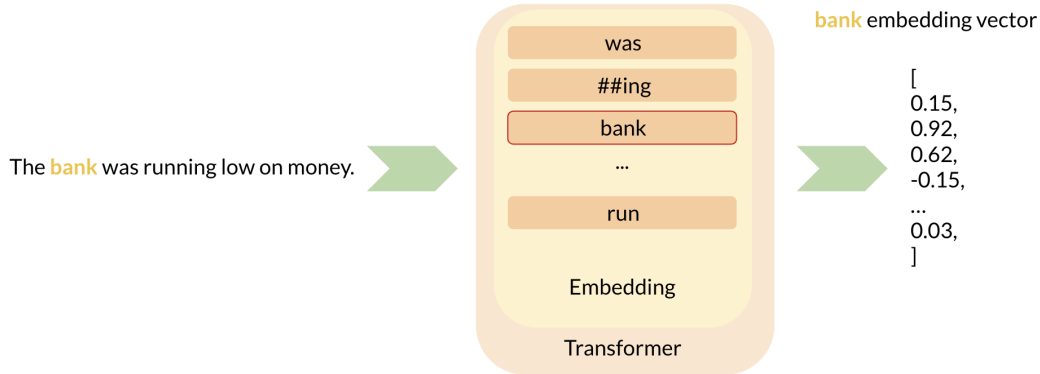 The bank was running low on money.
was
##ing
bank
...
run
Embedding
Transformer
bank embedding vector
[
0.15,
0.92,
0.62,
-0.15,
...
0.03,
]